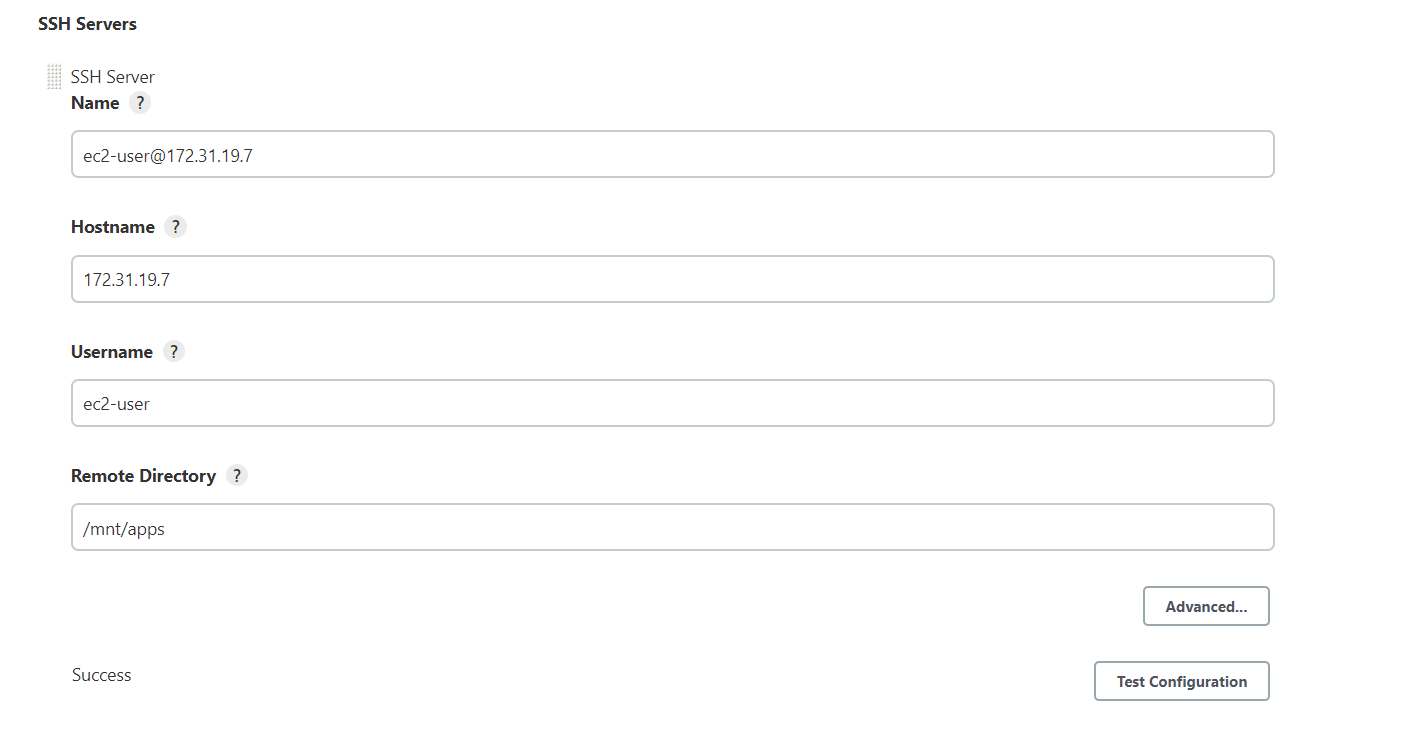 SSH Servers
SSH Server
Name ?
ec2-user@172.31.19.7
Hostname ?
172.31.19.7
Username ?
ec2-user
Remote Directory ?
/mnt/apps
Advanced...
Success
Test Configuration